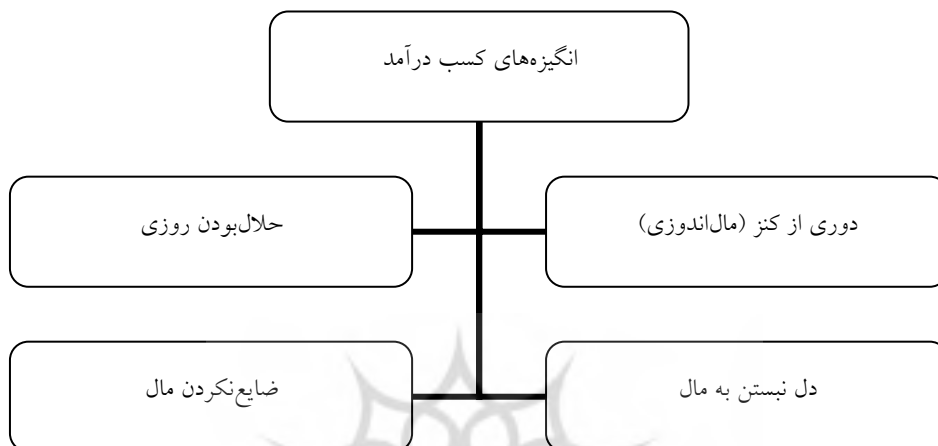 انگیزه‌های کسب درآمد
دوری از کنز (مال‌اندوزی)
حلال‌بودن روزی
دل نبستن به مال
ضایع‌نکردن مال